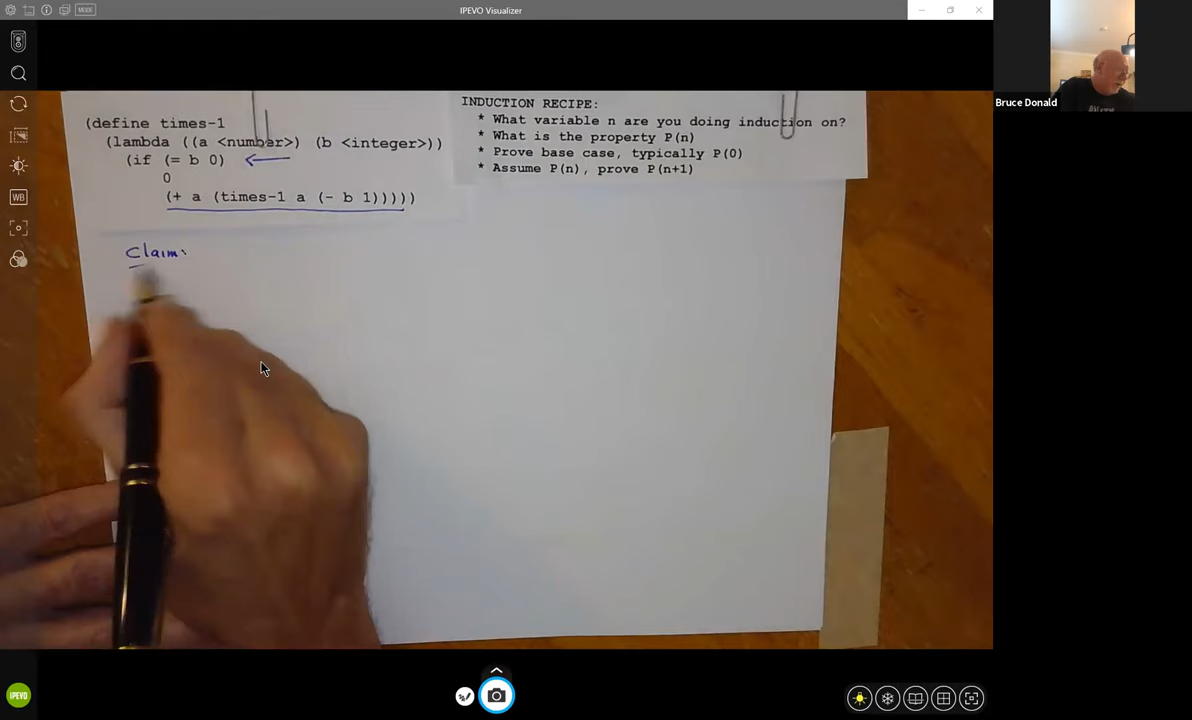 IPEVO Visualizer
MODE
WB
(define times-1
(lambda ((a <number>) (b <integer>))
(if (= b 0)
0
(+ a (times-1 a (- b 1)))))
INDUCTION RECIPE:
* What variable n are you doing induction on?
* What is the property P(n)
* Prove base case, typically P(0)
* Assume P(n), prove P(n+1)
Claim:
Bruce Donald
IPEVO